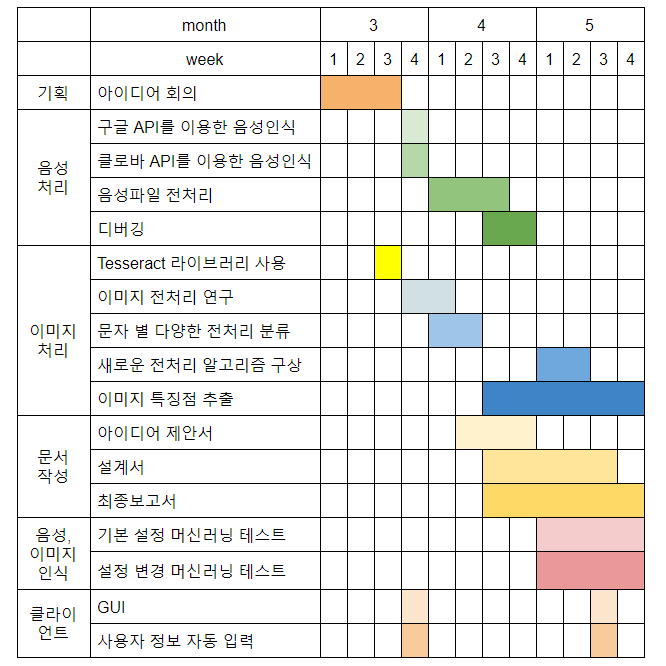 month 3 4 5
week 1 2 3 4 1 2 3 4 1 2 3 4
기획 아이디어 회의
음성
처리
구글 API를 이용한 음성인식
클로바 API를 이용한 음성인식
음성파일 전처리
디버깅
이미지
처리
Tesseract 라이브러리 사용
이미지 전처리 연구
문자 별 다양한 전처리 분류
새로운 전처리 알고리즘 구상
이미지 특징점 추출
문서
작성
아이디어 제안서
설계서
최종보고서
음성,
이미지
인식
기본 설정 머신러닝 테스트
설정 변경 머신러닝 테스트
클라이
언트
GUI
사용자 정보 자동 입력